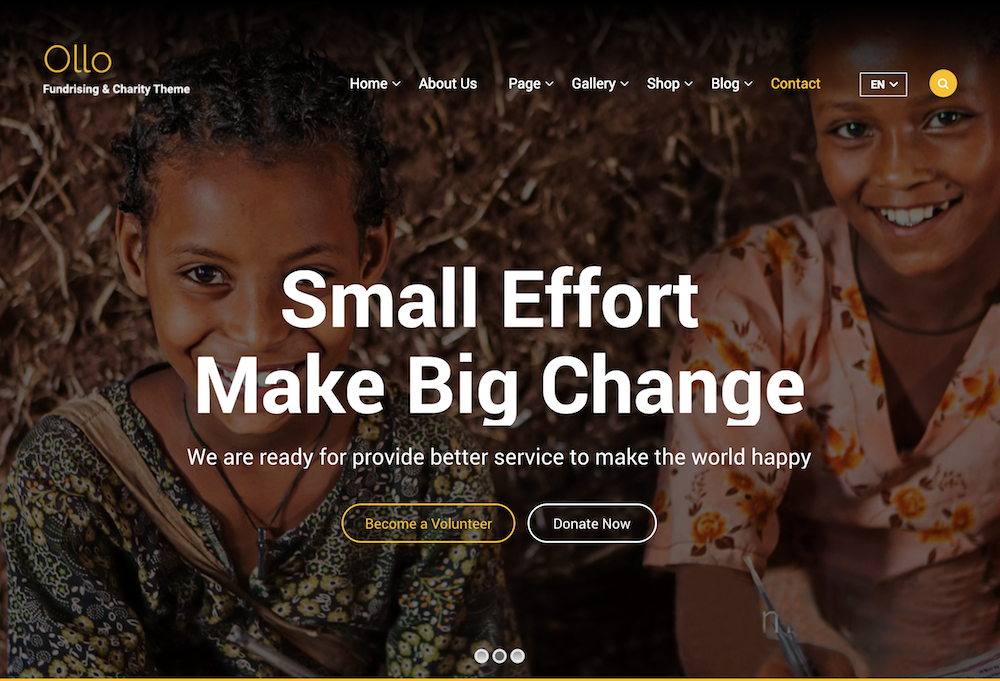 Ollo
Fundrising & Charity Theme
Home About Us Page Gallery Shop Blog Contact EN
Small Effort
Make Big Change
We are ready for provide better service to make the world happy
Become a Volunteer Donate Now
n